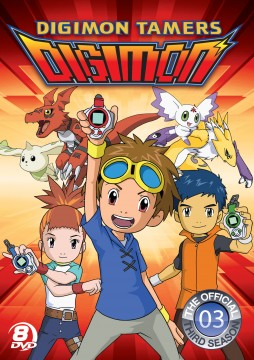 DIGIMON TAMERS
DIGIMON
THE OFFICIAL
03
THIRD SEASON
8
DVD